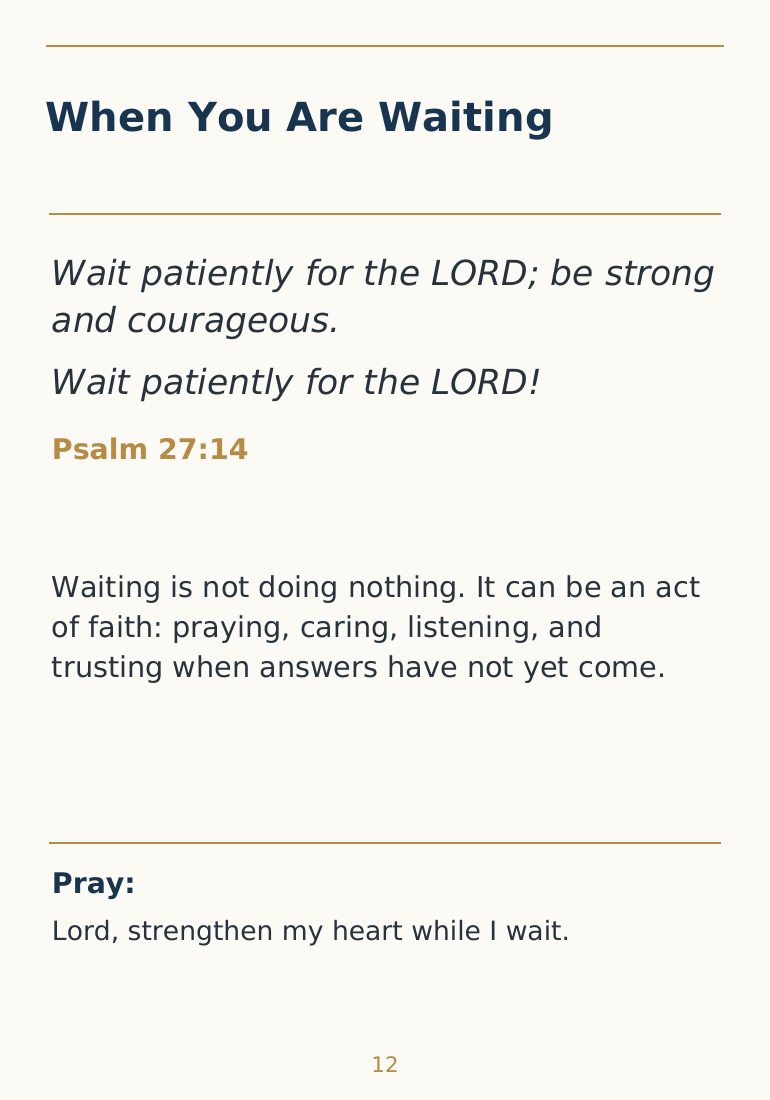 When You Are Waiting
Wait patiently for the LORD; be strong
and courageous.
Wait patiently for the LORD!
Psalm 27:14
Waiting is not doing nothing. It can be an act
of faith: praying, caring, listening, and
trusting when answers have not yet come.
Pray:
Lord, strengthen my heart while I wait.
12